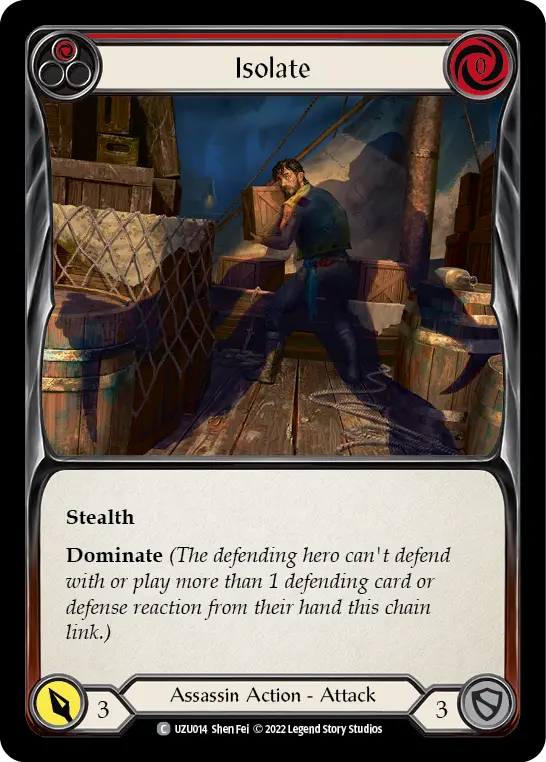 Isolate
0
Stealth
Dominate (The defending hero can't defend
with or play more than 1 defending card or
defense reaction from their hand this chain
link.)
3
Assassin Action - Attack
3
C UZU014 Shen Fei © 2022 Legend Story Studios